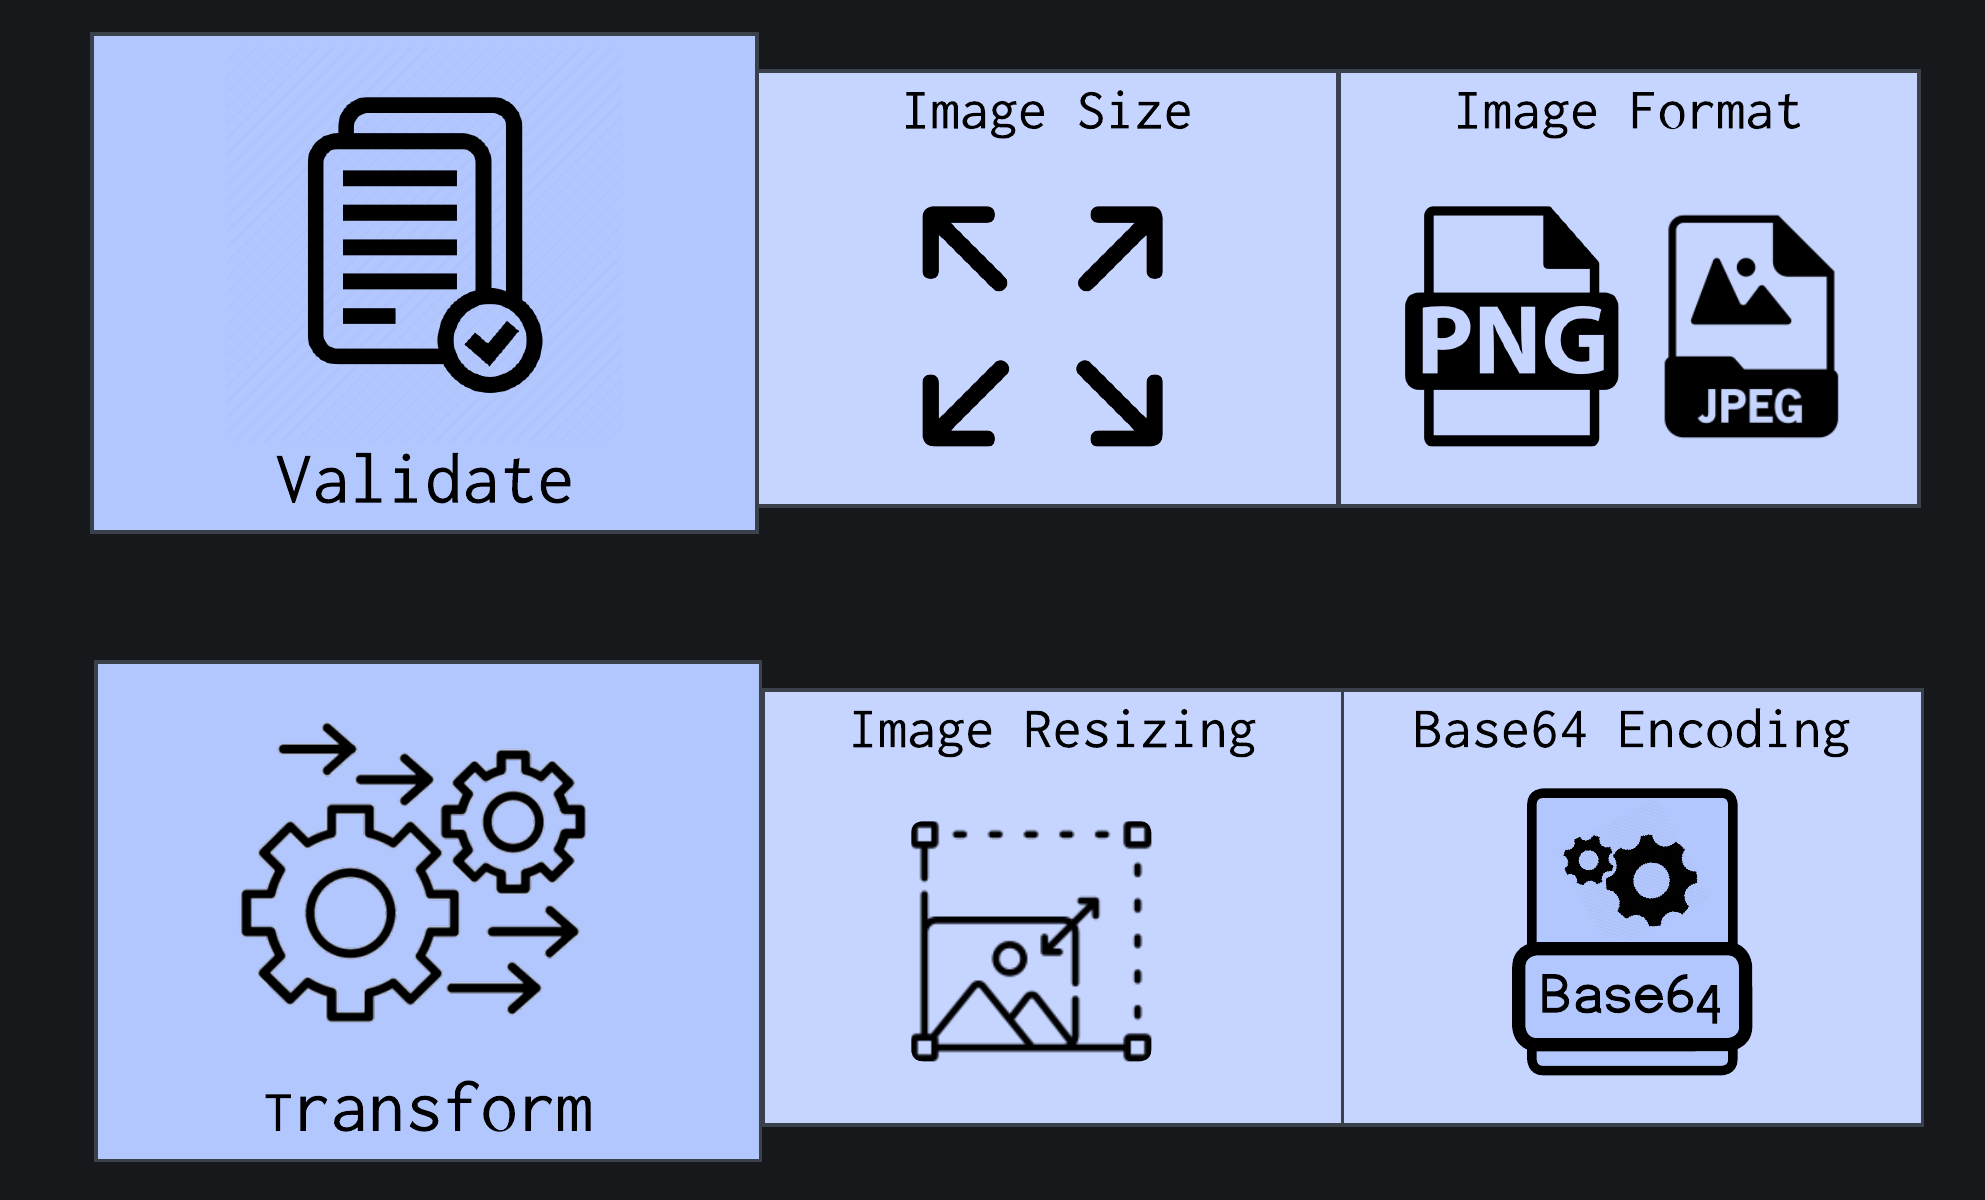 Image Size
Image Format
PNG
JPEG
Validate
Image Resizing
Base64 Encoding
Base64
Transform